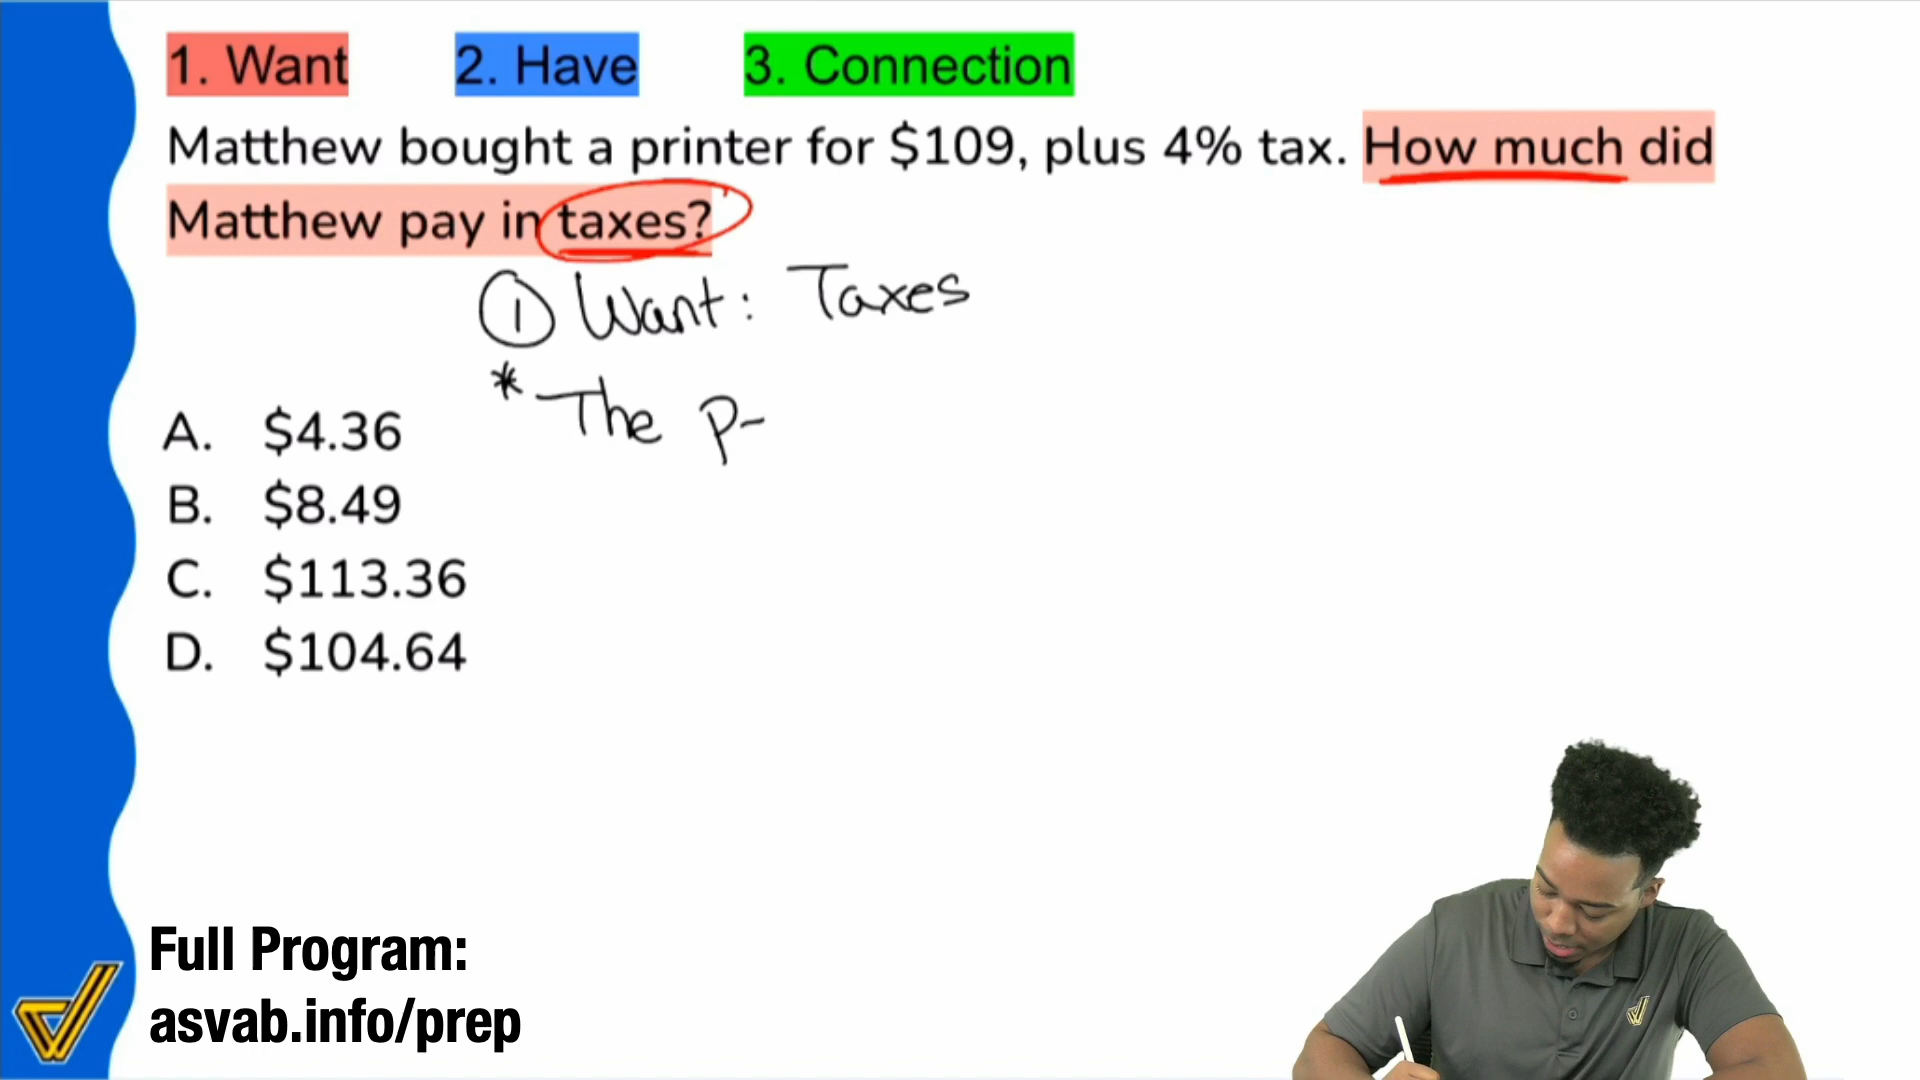 1. Want 2. Have 3. Connection
Matthew bought a printer for $109, plus 4% tax. How much did
Matthew pay in taxes?
① Want: Taxes
* The p
A. $4.36
B. $8.49
C. $113.36
D. $104.64
Full Program:
asvab.info/prep